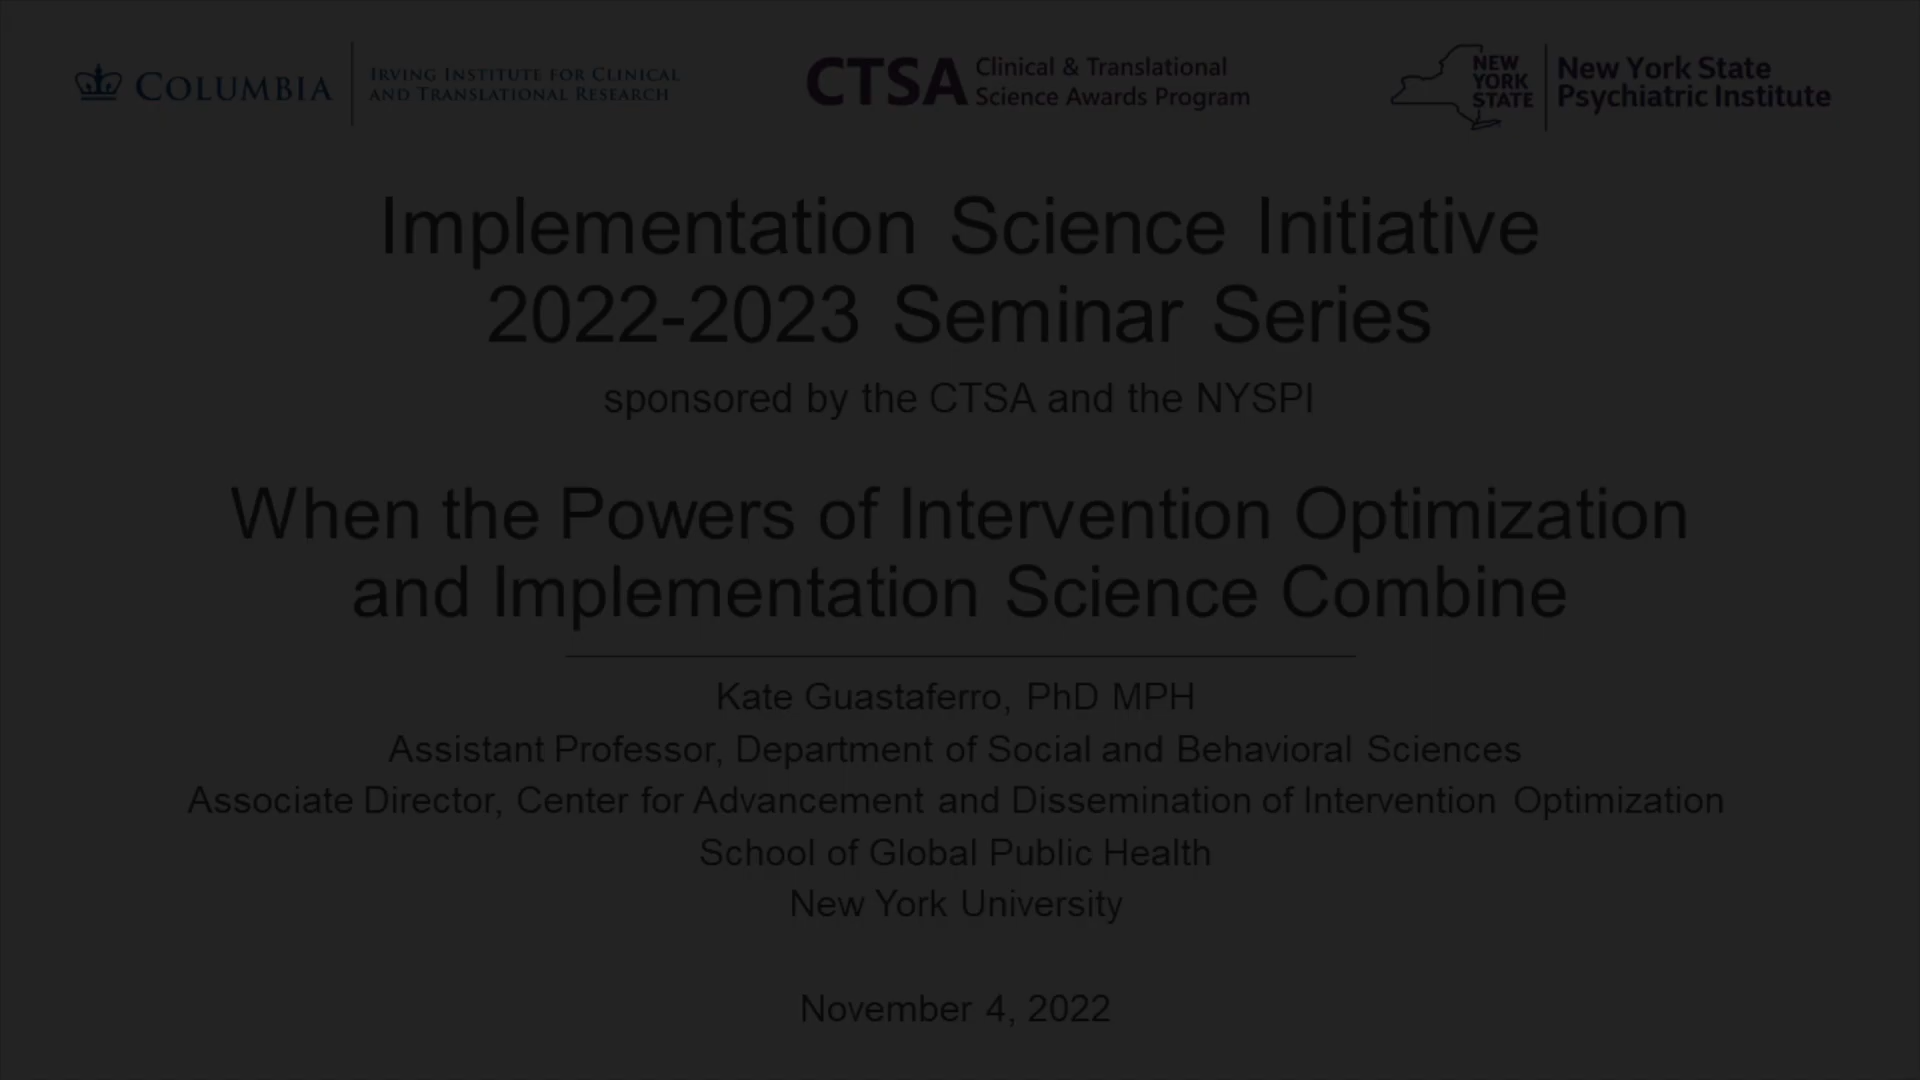 COLUMBIA
IRVING INSTITUTE FOR CLINICAL
AND TRANSLATIONAL RESEARCH
CTSA
Clinical & Translational
Science Awards Program
NEW
YORK
STATE
New York State
Psychiatric Institute
Implementation Science Initiative
2022-2023 Seminar Series
sponsored by the CTSA and the NYSPI
When the Powers of Intervention Optimization
and Implementation Science Combine
Kate Guastaferro, PhD MPH
Assistant Professor, Department of Social and Behavioral Sciences
Associate Director, Center for Advancement and Dissemination of Intervention Optimization
School of Global Public Health
New York University
November 4, 2022